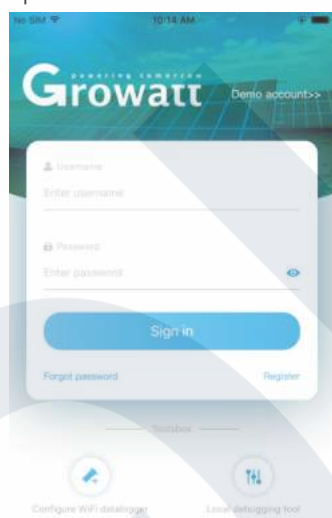 No SIM 10:14 AM
powering tomorrow
Growatt
Demo account>>
Username
Enter username
Password
Enter password
Sign in
Forgot password Register
Toolsbox
Configure WiFi datalogger Local debugging tool